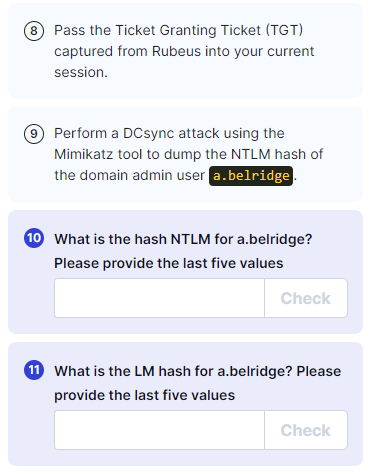 8 Pass the Ticket Granting Ticket (TGT)
captured from Rubeus into your current
session.
9 Perform a DCsync attack using the
Mimikatz tool to dump the NTLM hash of
the domain admin user a.belridge.
10 What is the hash NTLM for a.belridge?
Please provide the last five values
Check
11 What is the LM hash for a.belridge? Please
provide the last five values
Check